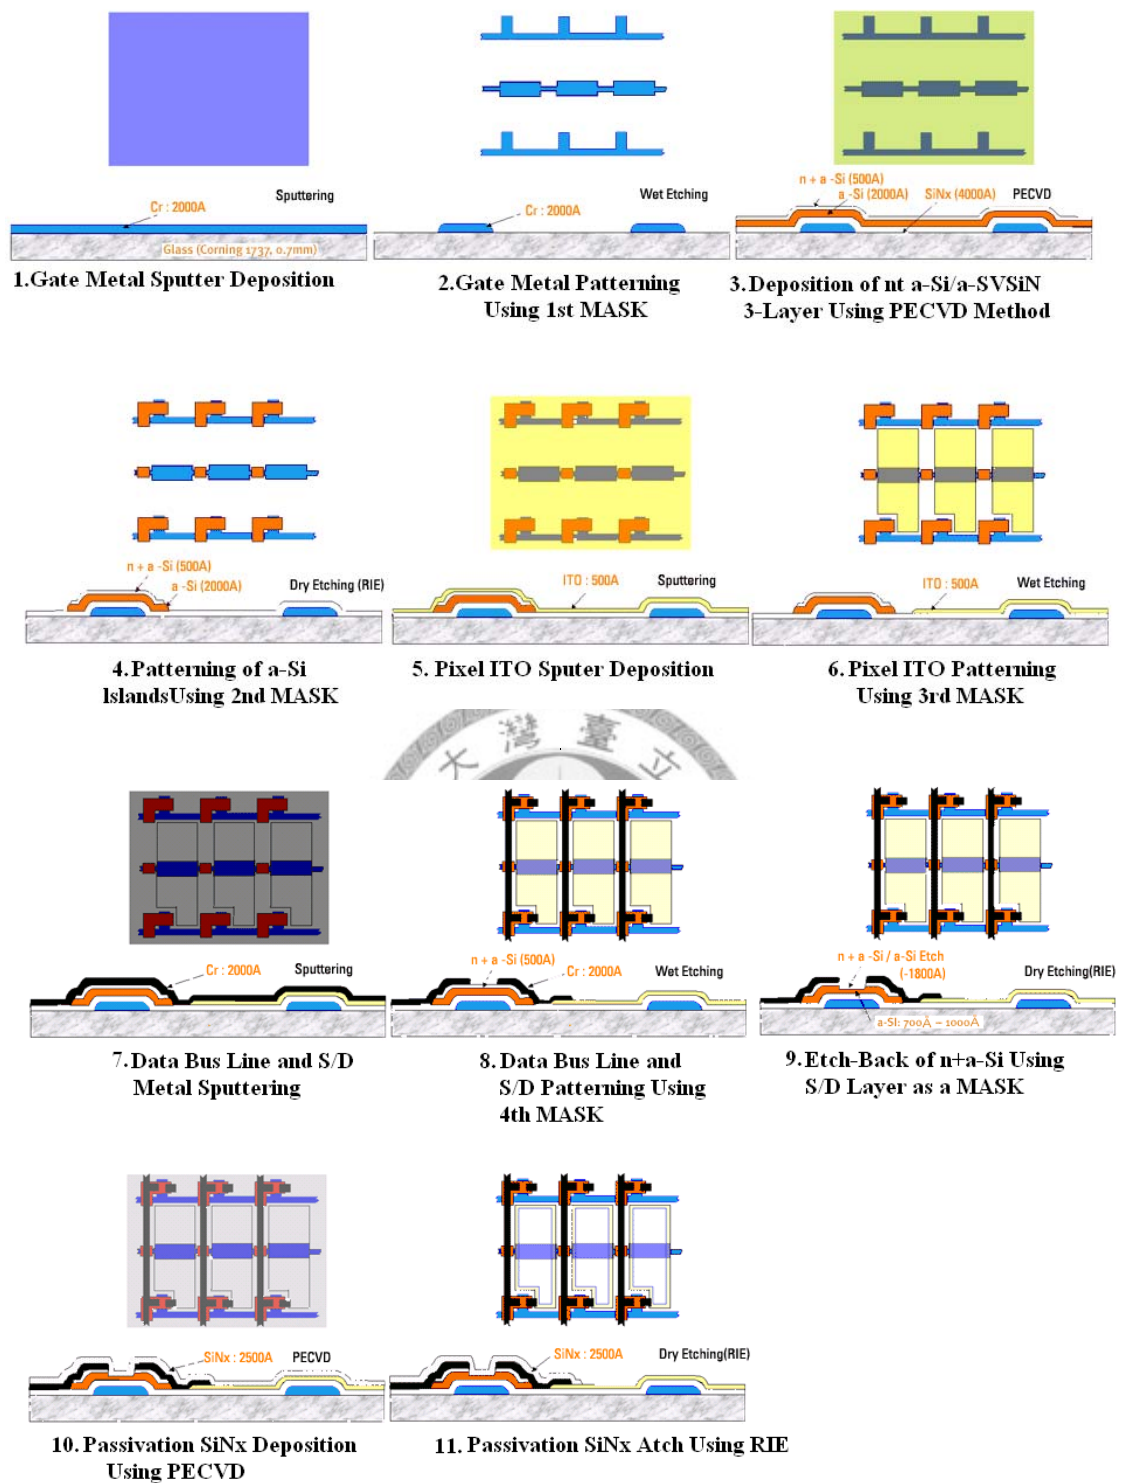 Sputtering
Cr : 2000A
Glass (Corning 1737, 0.7mm)
1.Gate Metal Sputter Deposition
Wet Etching
Cr : 2000A
2.Gate Metal Patterning
Using 1st MASK
n + a -Si (500A)
a -Si (2000A)
SiNx (4000A)
PECVD
3.Deposition of nt a-Si/a-SVSiN
3-Layer Using PECVD Method
n + a -Si (500A)
a -Si (2000A)
Dry Etching (RIE)
4.Patterning of a-Si
IslandsUsing 2nd MASK
ITO : 500A
Sputtering
5. Pixel ITO Sputer Deposition
ITO : 500A
Wet Etching
6. Pixel ITO Patterning
Using 3rd MASK
大灣臺立
Cr : 2000A
Sputtering
7.Data Bus Line and S/D
Metal Sputtering
n + a -Si (500A)
Cr : 2000A
Wet Etching
8. Data Bus Line and
S/D Patterning Using
4th MASK
n + a -Si / a-Si Etch
(-1800A)
Dry Etching(RIE)
a-Si: 700Å – 1000Å
9.Etch-Back of n+a-Si Using
S/D Layer as a MASK
SiNx : 2500A
PECVD
10. Passivation SiNx Deposition
Using PECVD
SiNx : 2500A
Dry Etching(RIE)
11. Passivation SiNx Atch Using RIE